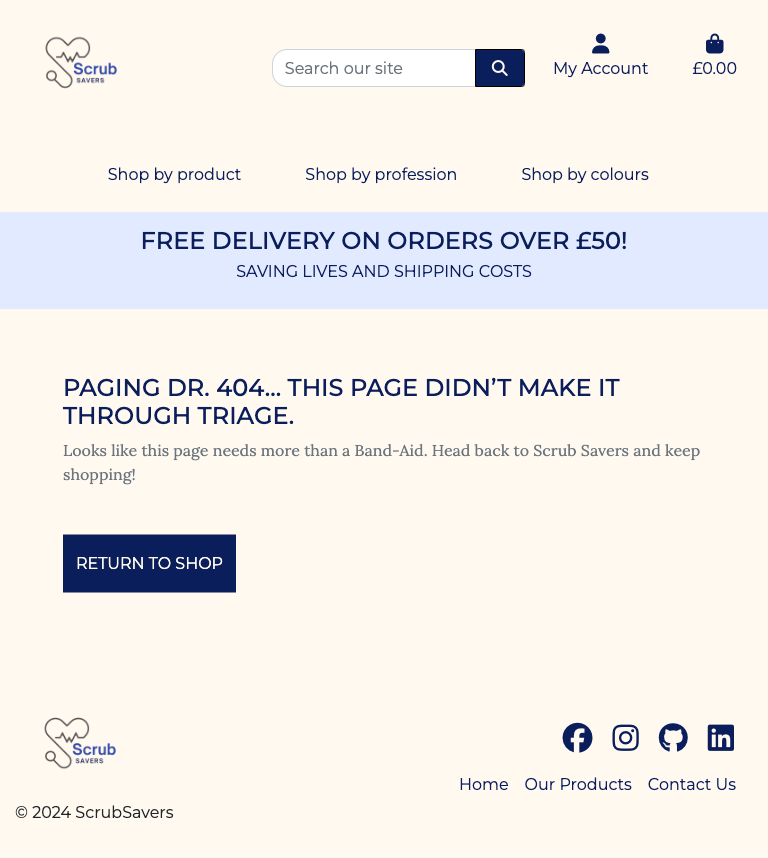 Scrub
SAVERS
Search our site
My Account
£0.00
Shop by product
Shop by profession
Shop by colours
FREE DELIVERY ON ORDERS OVER £50!
SAVING LIVES AND SHIPPING COSTS
PAGING DR. 404... THIS PAGE DIDN’T MAKE IT
THROUGH TRIAGE.
Looks like this page needs more than a Band-Aid. Head back to Scrub Savers and keep
shopping!
RETURN TO SHOP
Scrub
SAVERS
Home
Our Products
Contact Us
© 2024 ScrubSavers